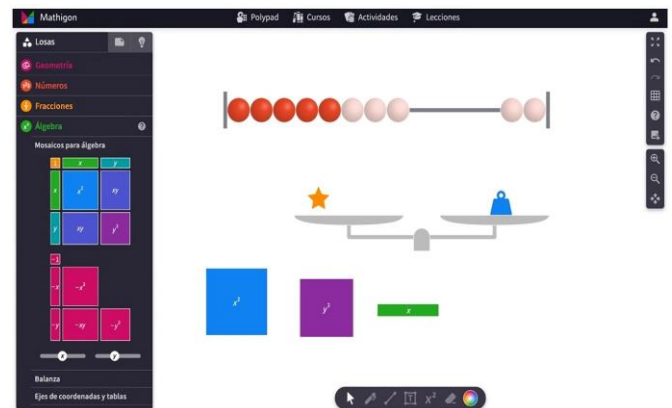 Mathigon
Polypad Cursos Actividades Lecciones
Losas
Geometría
Números
Fracciones
Álgebra
Mosaicos para álgebra
1 x y
x x² xy
y xy y²
-1
-x -x²
-y -xy -y²
x y
Balanza
Ejes de coordenadas y tablas
x² y² x
T x²